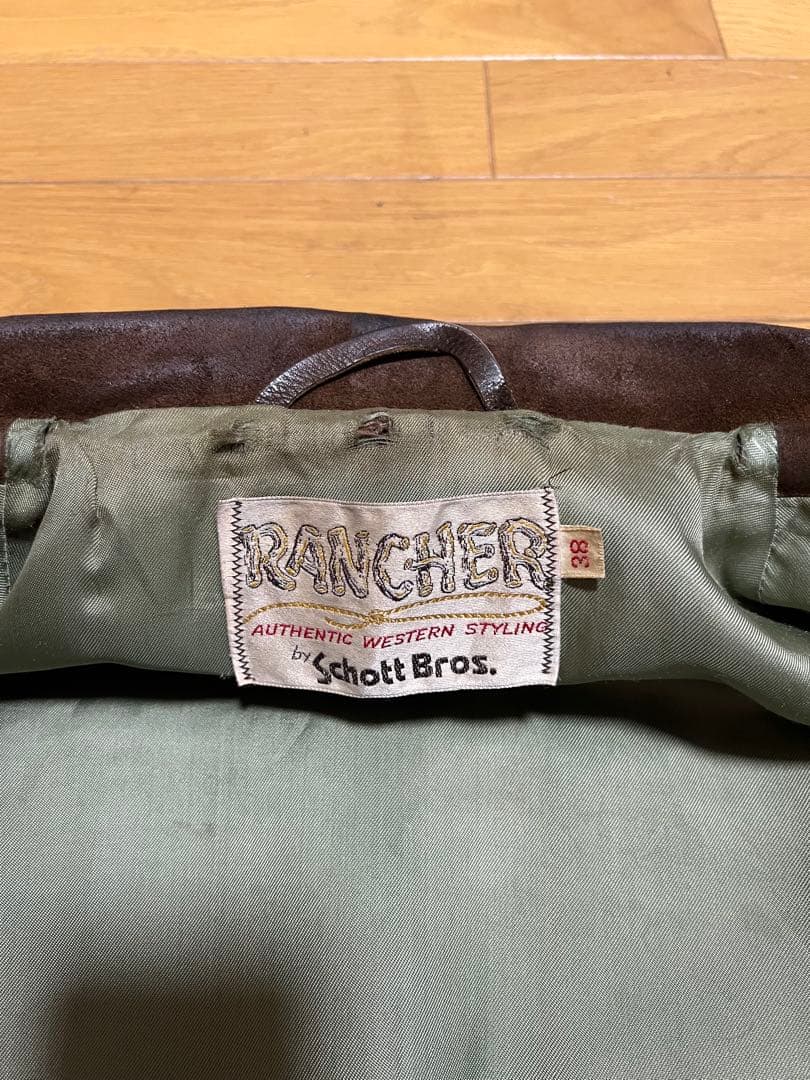 RANCHER
38
AUTHENTIC WESTERN STYLING
by Schott Bros.